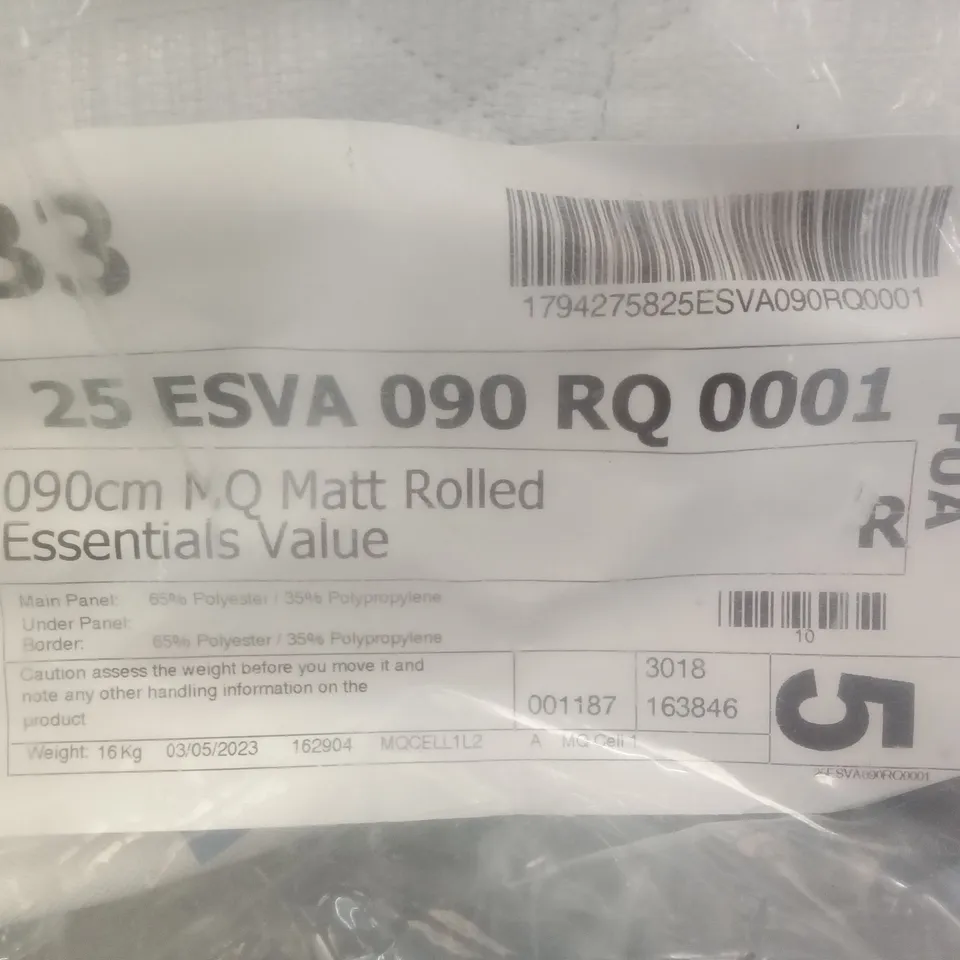 33
1794275825ESVA090RQ0001
25 ESVA 090 RQ 0001
090cm MQ Matt Rolled
Essentials Value
R
Main Panel: 65% Polyester / 35% Polypropylene
Under Panel:
Border: 65% Polyester / 35% Polypropylene
10
Caution assess the weight before you move it and
note any other handling information on the
product
001187
3018
163846
5
Weight: 16 Kg 03/05/2023 162904 MQCELL1L2 A MQ Cell 1
25ESVA090RQ0001